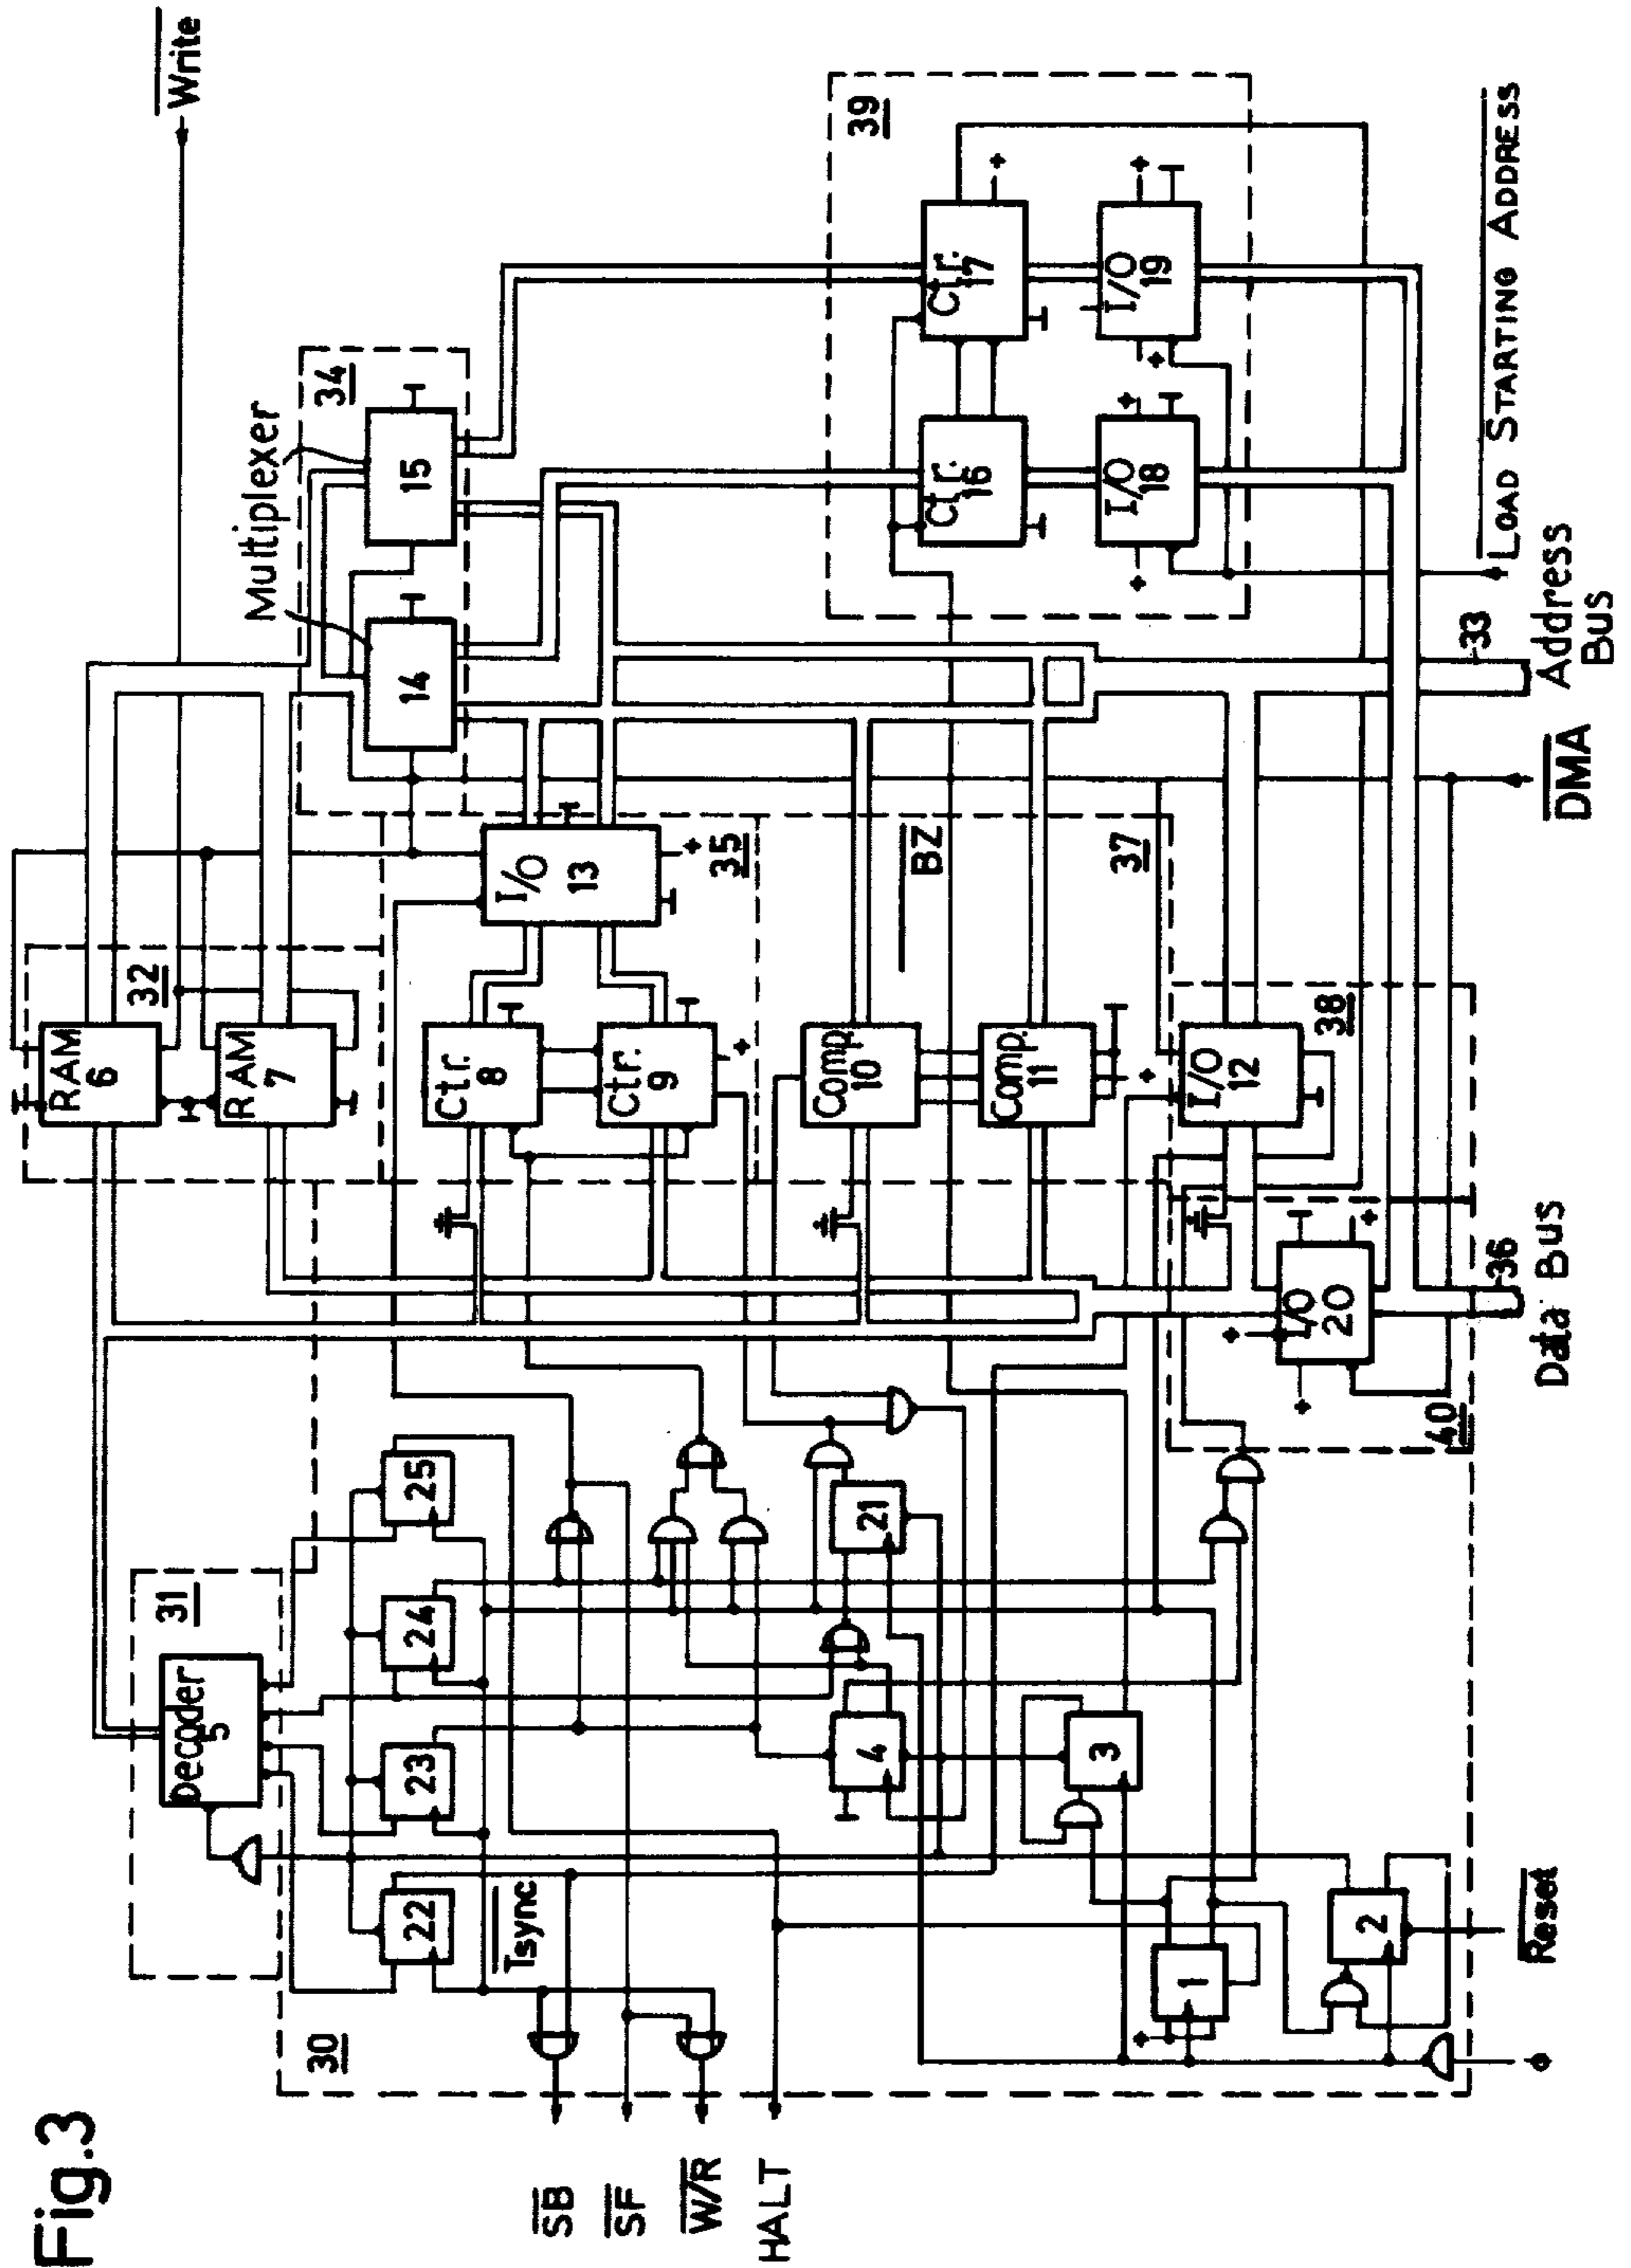 Fig.3
30
31
Decoder
5
22
23
24
25
Tsync
SB
SF
W/R
HALT
1
2
3
4
21
Reset
ϕ
32
RAM
6
RAM
7
Ctr.
8
Ctr.
9
I/O
13
35
Comp.
10
Comp.
11
BZ
37
I/O
12
38
I/O
20
40
36
Data Bus
DMA
33
Address
Bus
LOAD STARTING ADDRESS
Multiplexer
14
15
34
Write
Ctr.
16
Ctr.
17
I/O
18
I/O
19
39